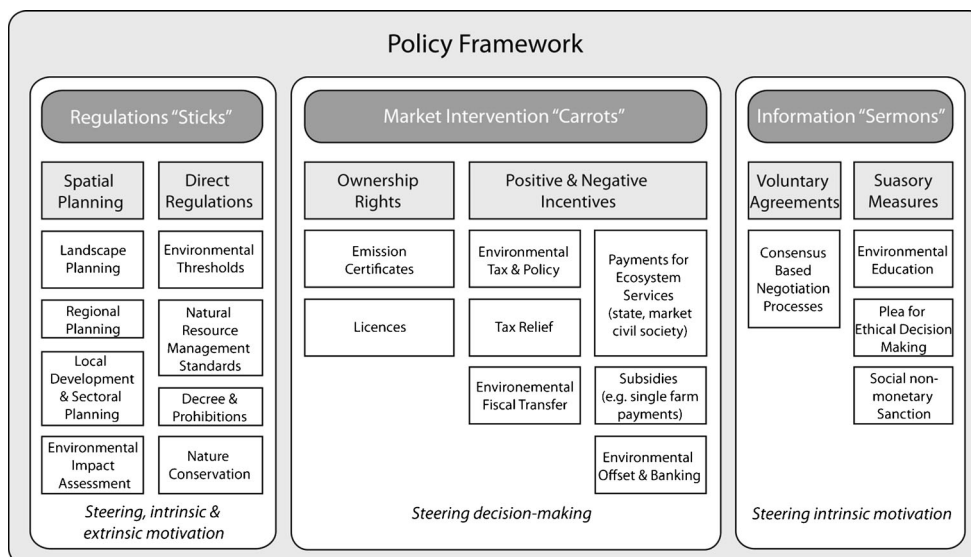 Policy Framework
Regulations "Sticks"
Spatial
Planning
Landscape
Planning
Regional
Planning
Local
Development
& Sectoral
Planning
Environmental
Impact
Assessment
Direct
Regulations
Environmental
Thresholds
Natural
Resource
Management
Standards
Decree &
Prohibitions
Nature
Conservation
Steering, intrinsic &
extrinsic motivation
Market Intervention "Carrots"
Ownership
Rights
Emission
Certificates
Licences
Positive & Negative
Incentives
Environmental
Tax & Policy
Tax Relief
Environemental
Fiscal Transfer
Payments for
Ecosystem
Services
(state, market
civil society)
Subsidies
(e.g. single farm
payments)
Environmental
Offset & Banking
Steering decision-making
Information "Sermons"
Voluntary
Agreements
Consensus
Based
Negotiation
Processes
Suasory
Measures
Environmental
Education
Plea for
Ethical Decision
Making
Social non-
monetary
Sanction
Steering intrinsic motivation